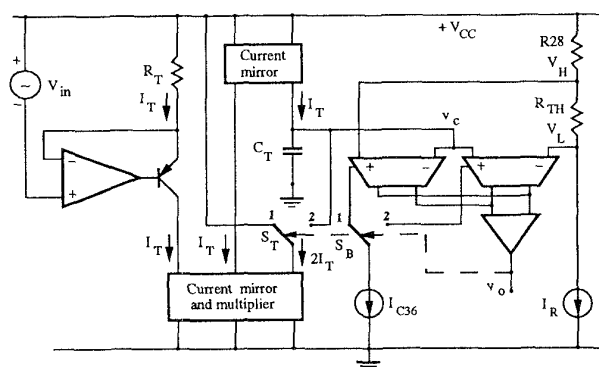 + V_CC
R28
V_H
Current
mirror
+
V_in
−
R_T
I_T
I_T
R_TH
V_L
v_c
C_T
−
+
+
−
+
−
1
2
S_T
1
2
S_B
I_T
I_T
2I_T
Current mirror
and multiplier
I_C36
v_o
I_R